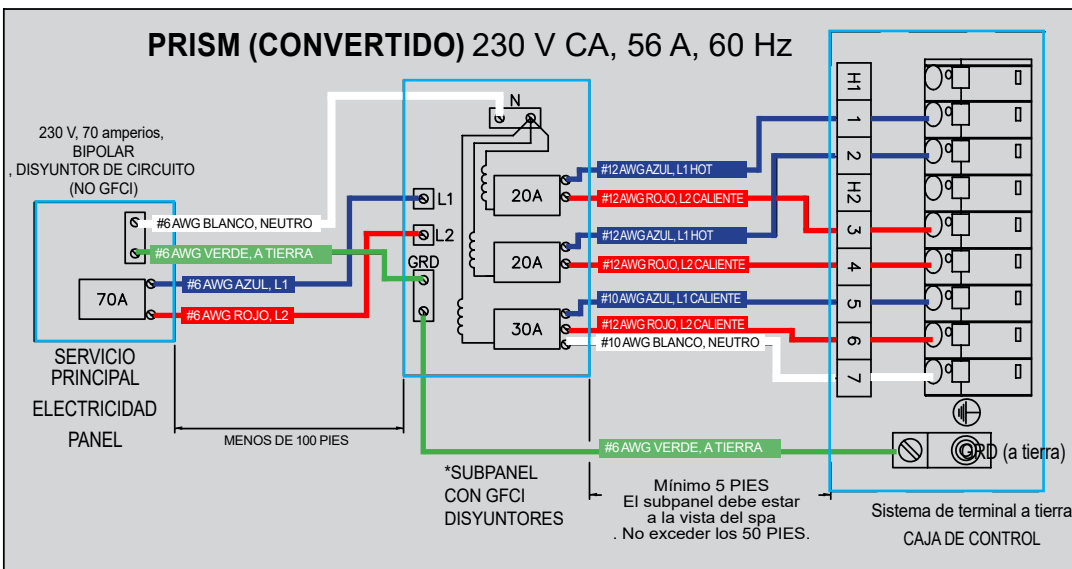 PRISM (CONVERTIDO) 230 V CA, 56 A, 60 Hz
230 V, 70 amperios,
BIPOLAR
, DISYUNTOR DE CIRCUITO
(NO GFCI)
#6 AWG BLANCO, NEUTRO
#6 AWG VERDE, A TIERRA
70A
#6 AWG AZUL, L1
#6 AWG ROJO, L2
SERVICIO
PRINCIPAL
ELECTRICIDAD
PANEL
MENOS DE 100 PIES
N
L1
L2
GRD
20A
20A
30A
*SUBPANEL
CON GFCI
DISYUNTORES
#12 AWG AZUL, L1 HOT
#12 AWG ROJO, L2 CALIENTE
#12 AWG AZUL, L1 HOT
#12 AWG ROJO, L2 CALIENTE
#10 AWG AZUL, L1 CALIENTE
#12 AWG ROJO, L2 CALIENTE
#10 AWG BLANCO, NEUTRO
#6 AWG VERDE, A TIERRA
Mínimo 5 PIES
El subpanel debe estar
a la vista del spa
. No exceder los 50 PIES.
H1
1
2
H2
3
4
5
6
7
GRD (a tierra)
Sistema de terminal a tierra
CAJA DE CONTROL